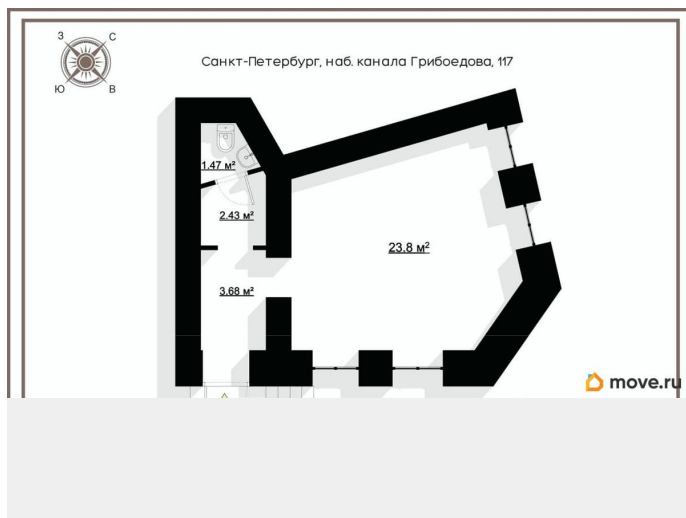 З
С
Санкт-Петербург, наб. канала Грибоедова, 117
Ю
В
1.47 м²
2.43 м²
23.8 м²
3.68 м²
move.ru